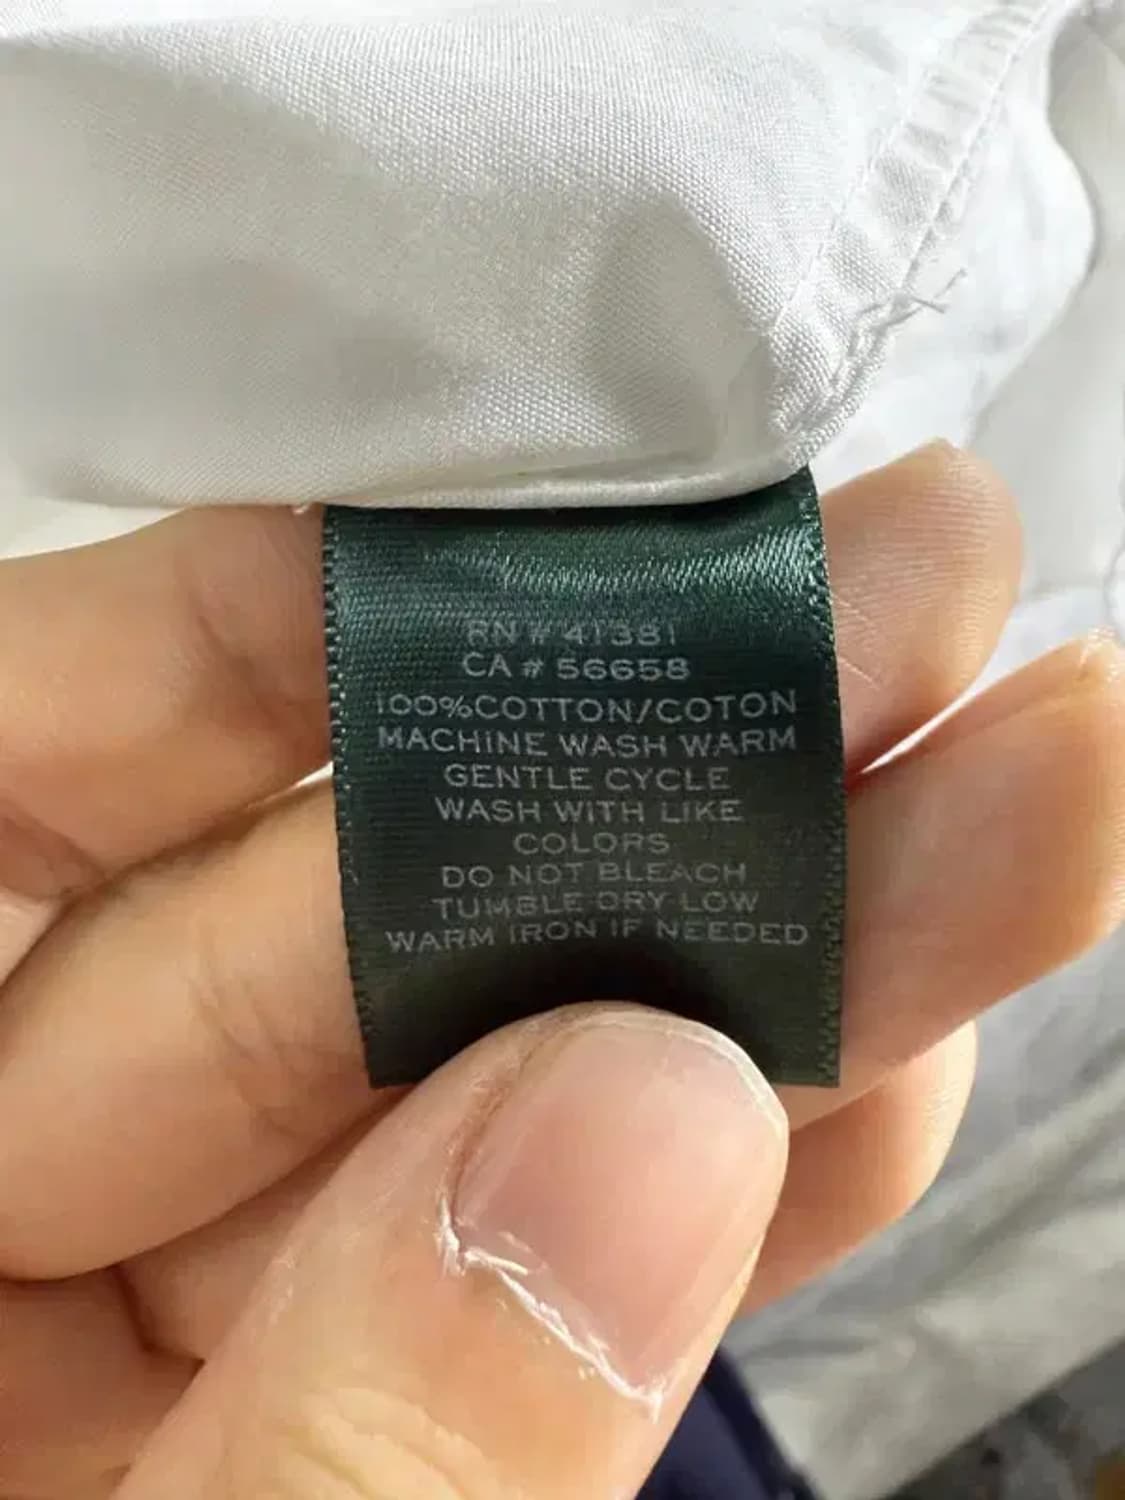 RN # 41381
CA # 56658
100%COTTON/COTON
MACHINE WASH WARM
GENTLE CYCLE
WASH WITH LIKE
COLORS
DO NOT BLEACH
TUMBLE DRY LOW
WARM IRON IF NEEDED